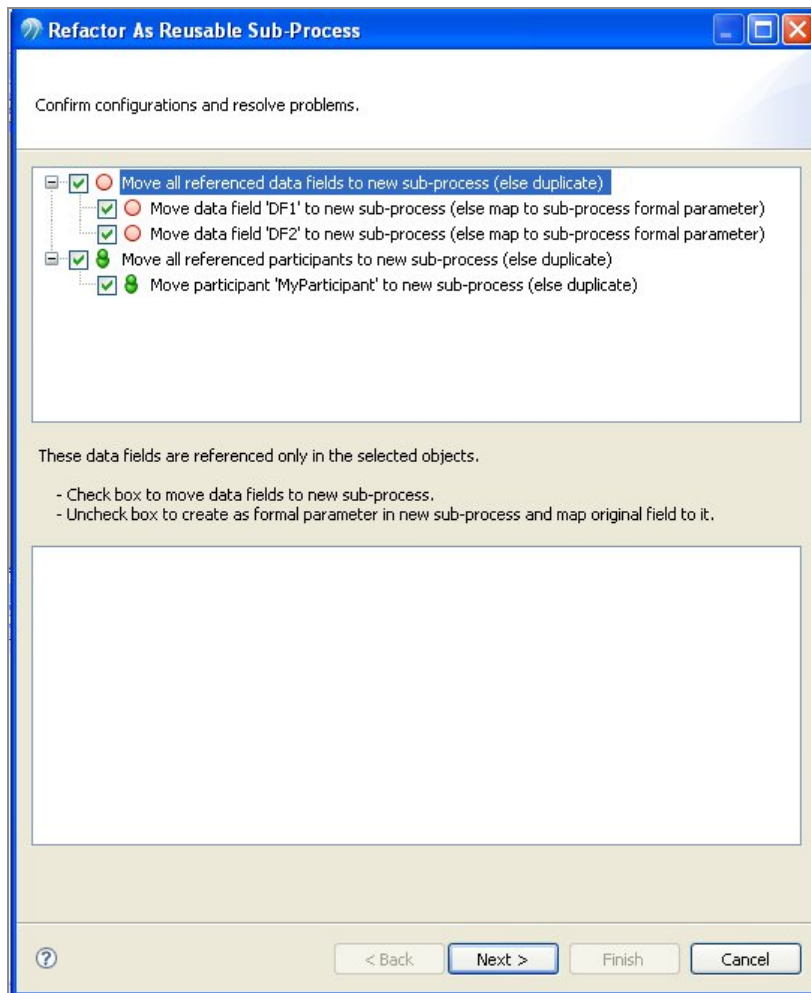 Refactor As Reusable Sub-Process
Confirm configurations and resolve problems.
Move all referenced data fields to new sub-process (else duplicate)
Move data field 'DF1' to new sub-process (else map to sub-process formal parameter)
Move data field 'DF2' to new sub-process (else map to sub-process formal parameter)
Move all referenced participants to new sub-process (else duplicate)
Move participant 'MyParticipant' to new sub-process (else duplicate)
These data fields are referenced only in the selected objects.
- Check box to move data fields to new sub-process.
- Uncheck box to create as formal parameter in new sub-process and map original field to it.
? < Back Next > Finish Cancel